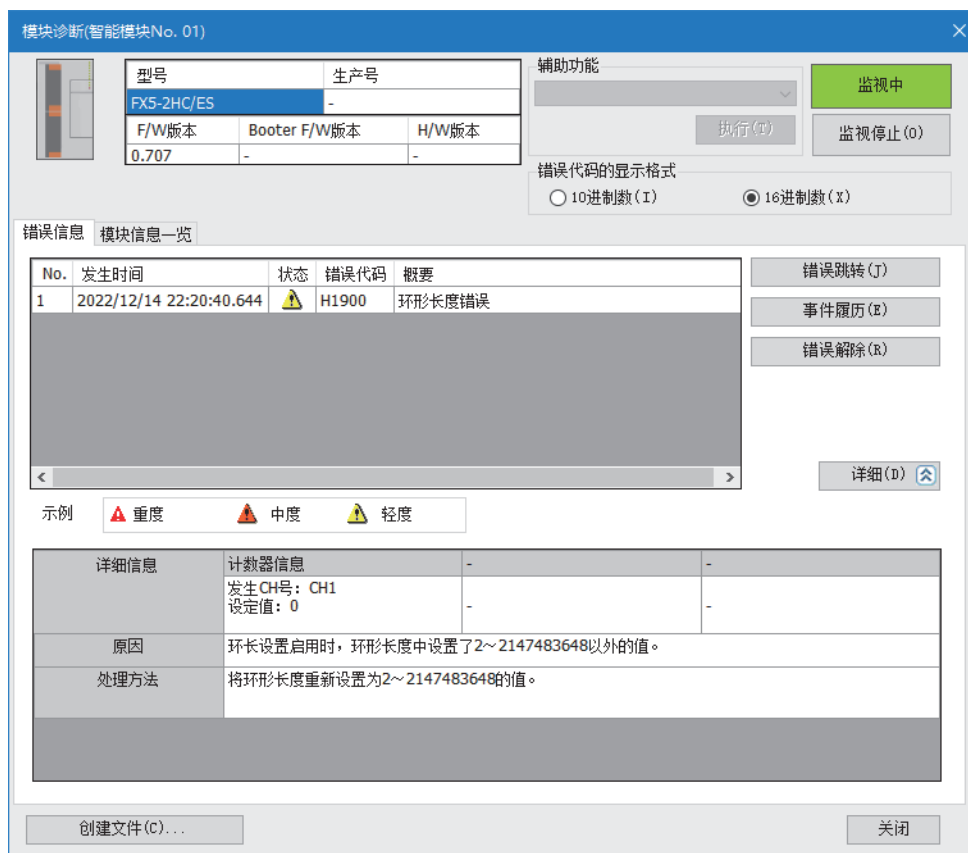 模块诊断(智能模块No. 01)
型号 生产号
FX5-2HC/ES -
F/W版本 Booter F/W版本 H/W版本
0.707 - -
辅助功能
执行(T)
监视中
监视停止(O)
错误代码的显示格式
10进制数(I) 16进制数(X)
错误信息 模块信息一览
No. 发生时间 状态 错误代码 概要
1 2022/12/14 22:20:40.644 H1900 环形长度错误
错误跳转(J)
事件履历(E)
错误解除(R)
详细(D)
示例 重度 中度 轻度
详细信息 计数器信息 - -
发生CH号: CH1
设定值: 0
- -
原因 环长设置启用时，环形长度中设置了2～2147483648以外的值。
处理方法 将环形长度重新设置为2～2147483648的值。
创建文件(C)... 关闭